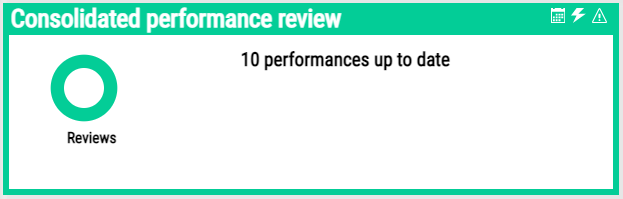 Consolidated performance review
10 performances up to date
Reviews